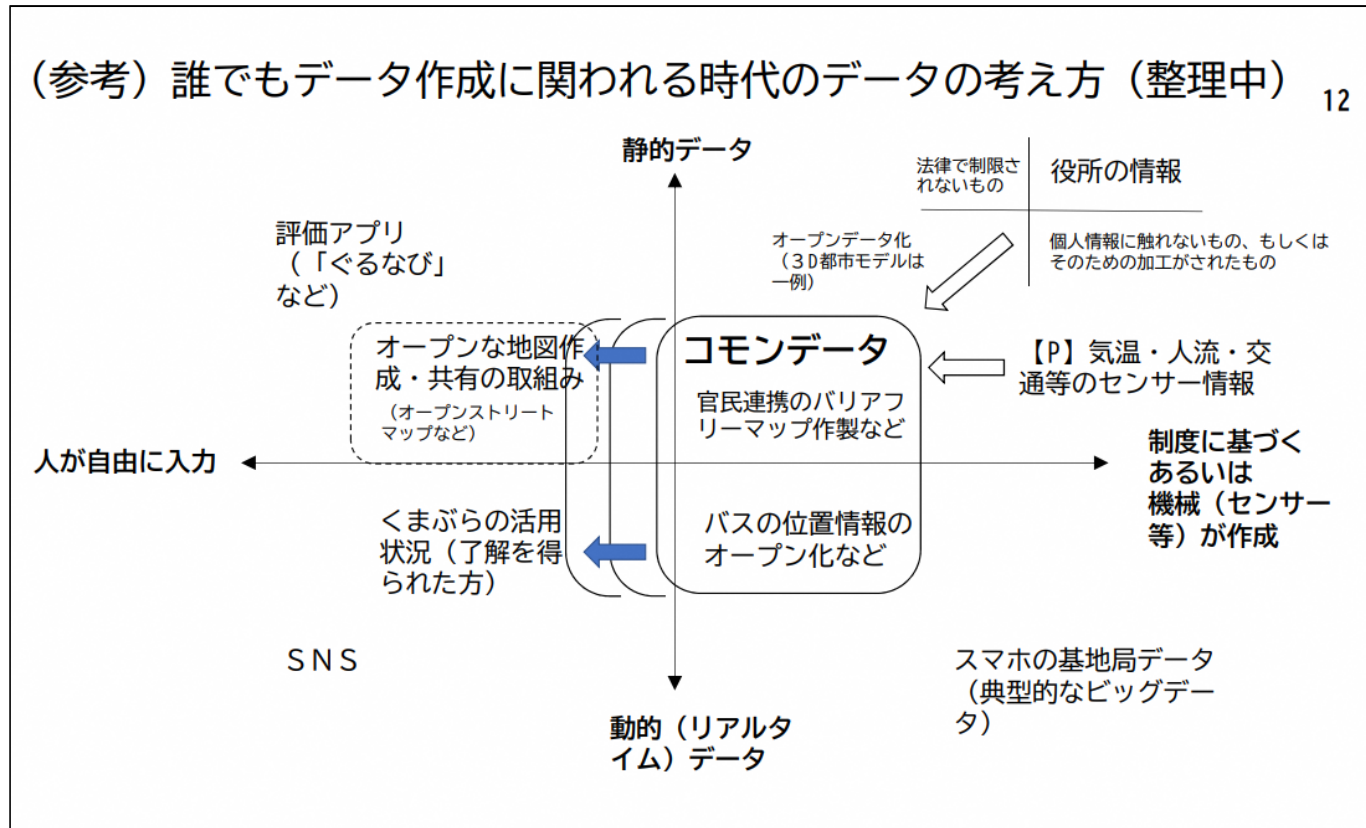 （参考）誰でもデータ作成に関われる時代のデータの考え方（整理中）
12
静的データ
法律で制限さ
れないもの
役所の情報
評価アプリ
（「ぐるなび」
など）
オープンデータ化
（３D都市モデルは
一例）
個人情報に触れないもの、もしくは
そのための加工がされたもの
オープンな地図作
成・共有の取組み
（オープンストリート
マップなど）
コモンデータ
官民連携のバリアフ
リーマップ作製など
【P】気温・人流・交
通等のセンサー情報
人が自由に入力
制度に基づく
あるいは
機械（センサー
等）が作成
くまぶらの活用
状況（了解を得
られた方）
バスの位置情報の
オープン化など
ＳＮＳ
スマホの基地局データ
（典型的なビッグデー
タ）
動的（リアルタ
イム）データ